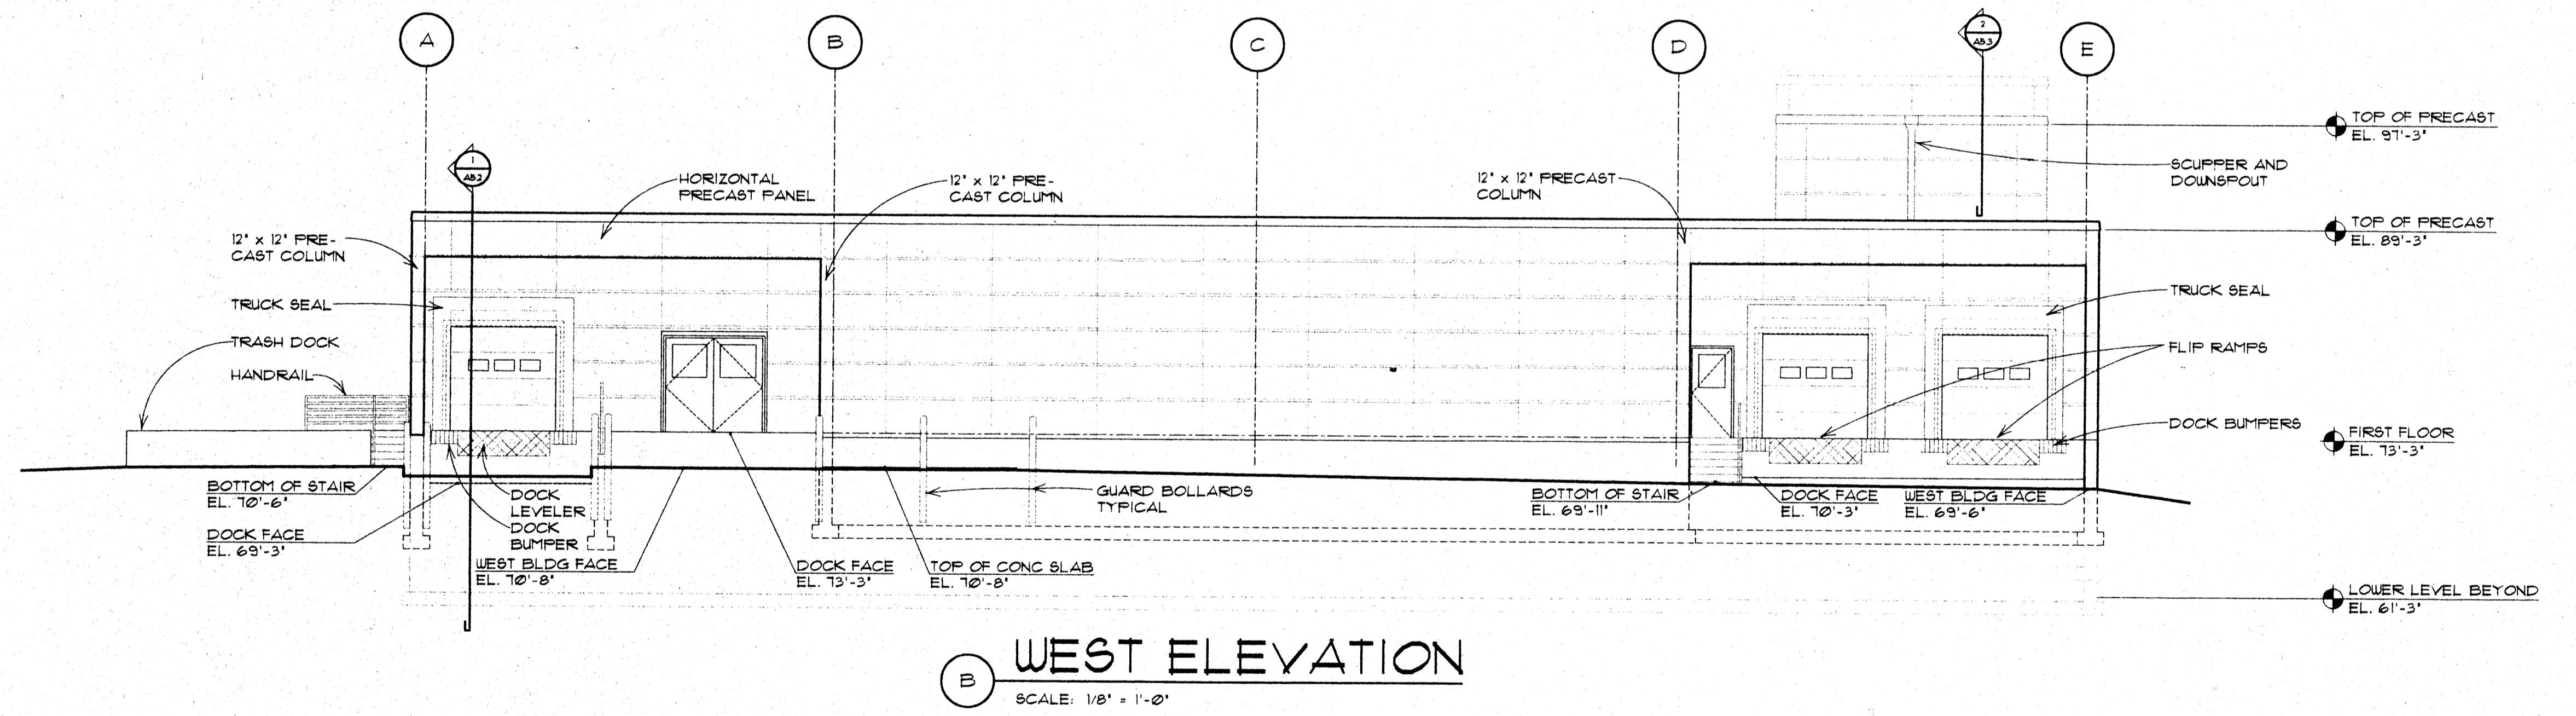 A
B
C
D
2
A8.3
E
TOP OF PRECAST
EL. 97'-3"
1
A8.2
HORIZONTAL
PRECAST PANEL
12" x 12" PRE-
CAST COLUMN
12" x 12" PRECAST
COLUMN
SCUPPER AND
DOWNSPOUT
12" x 12" PRE-
CAST COLUMN
TOP OF PRECAST
EL. 89'-3"
TRUCK SEAL
TRUCK SEAL
TRASH DOCK
FLIP RAMPS
HANDRAIL
DOCK BUMPERS
FIRST FLOOR
EL. 73'-3"
BOTTOM OF STAIR
EL. 70'-6"
DOCK
LEVELER
DOCK
BUMPER
GUARD BOLLARDS
TYPICAL
BOTTOM OF STAIR
EL. 69'-11"
DOCK FACE
EL. 70'-3"
WEST BLDG FACE
EL. 69'-6"
DOCK FACE
EL. 69'-3"
WEST BLDG FACE
EL. 70'-8"
DOCK FACE
EL. 73'-3"
TOP OF CONC SLAB
EL. 70'-8"
LOWER LEVEL BEYOND
EL. 61'-3"
B
WEST ELEVATION
SCALE: 1/8" = 1'-0"